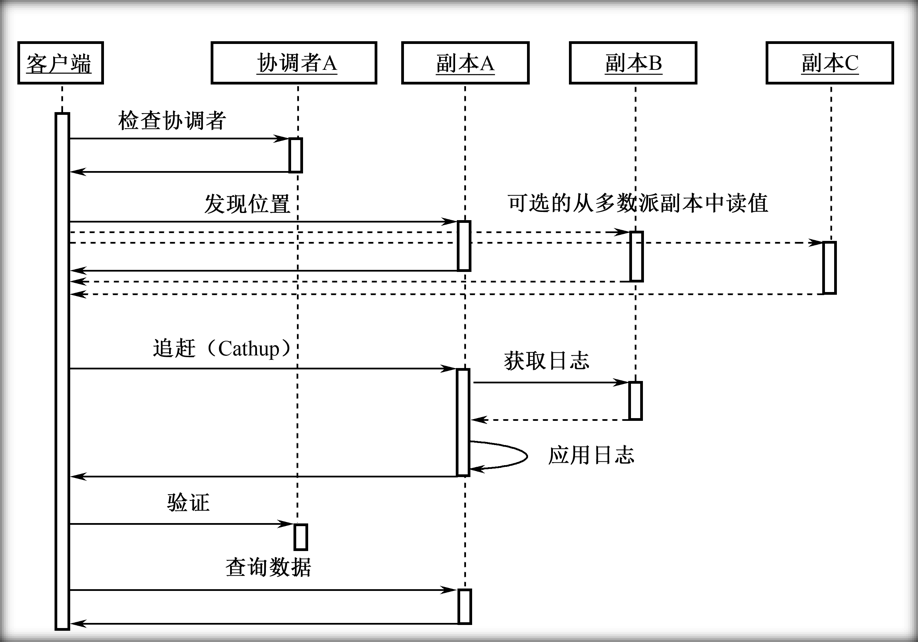 客户端
协调者A
副本A
副本B
副本C
检查协调者
发现位置
可选的从多数派副本中读值
追赶（Cathup）
获取日志
应用日志
验证
查询数据